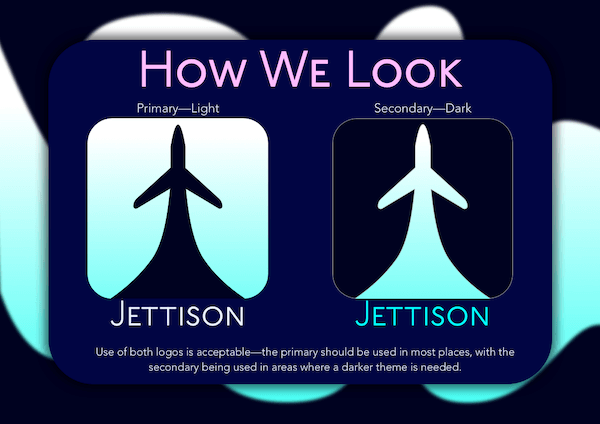 How We Look
Primary—Light
Secondary—Dark
Jettison
Jettison
Use of both logos is acceptable—the primary should be used in most places, with the
secondary being used in areas where a darker theme is needed.